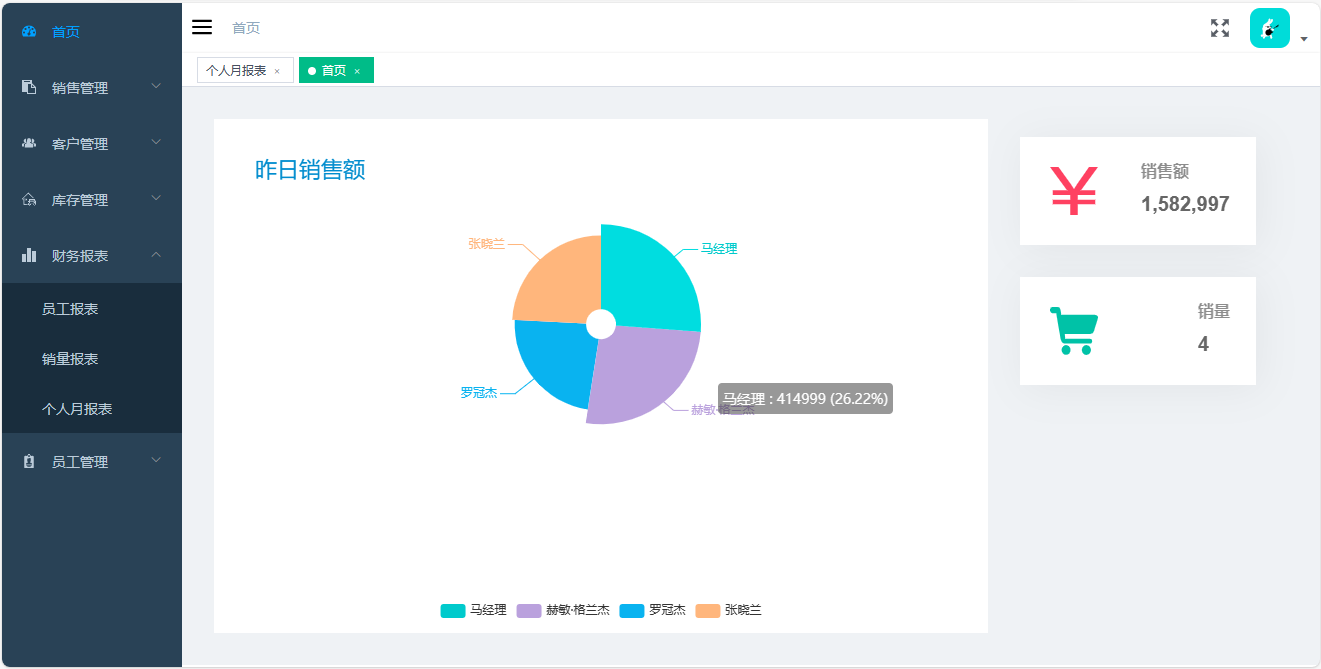 首页
销售管理
客户管理
库存管理
财务报表
员工报表
销量报表
个人月报表
员工管理
首页
个人月报表 ×
首页 ×
昨日销售额
张晓兰
马经理
罗冠杰
赫敏·格兰杰
马经理 : 414999 (26.22%)
马经理 赫敏·格兰杰 罗冠杰 张晓兰
¥
销售额
1,582,997
销量
4